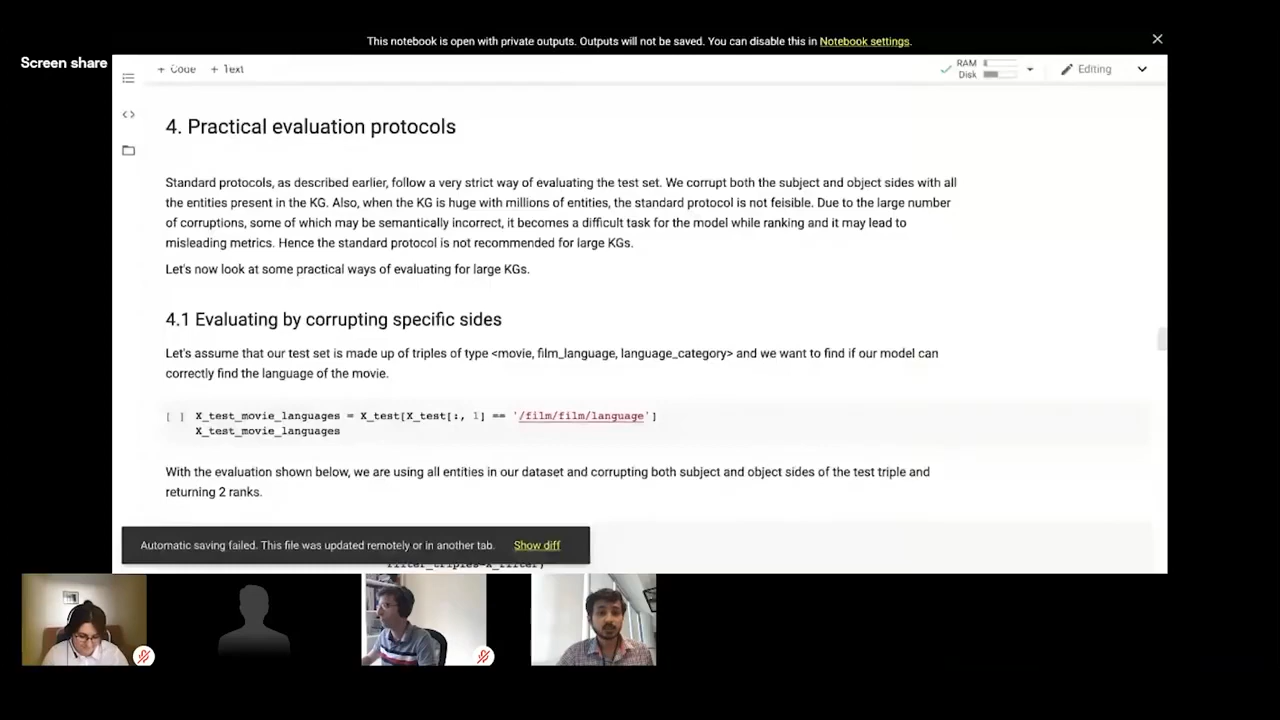 This notebook is open with private outputs. Outputs will not be saved. You can disable this in Notebook settings.
Screen share
+ Code + Text
RAM
Disk
Editing
4. Practical evaluation protocols
Standard protocols, as described earlier, follow a very strict way of evaluating the test set. We corrupt both the subject and object sides with all
the entities present in the KG. Also, when the KG is huge with millions of entities, the standard protocol is not feisible. Due to the large number
of corruptions, some of which may be semantically incorrect, it becomes a difficult task for the model while ranking and it may lead to
misleading metrics. Hence the standard protocol is not recommended for large KGs.
Let's now look at some practical ways of evaluating for large KGs.
4.1 Evaluating by corrupting specific sides
Let's assume that our test set is made up of triples of type <movie, film_language, language_category> and we want to find if our model can
correctly find the language of the movie.
[ ] X_test_movie_languages = X_test[X_test[:, 1] == '/film/film/language']
X_test_movie_languages
With the evaluation shown below, we are using all entities in our dataset and corrupting both subject and object sides of the test triple and
returning 2 ranks.
Automatic saving failed. This file was updated remotely or in another tab. Show diff
filter_triples=X_filter)